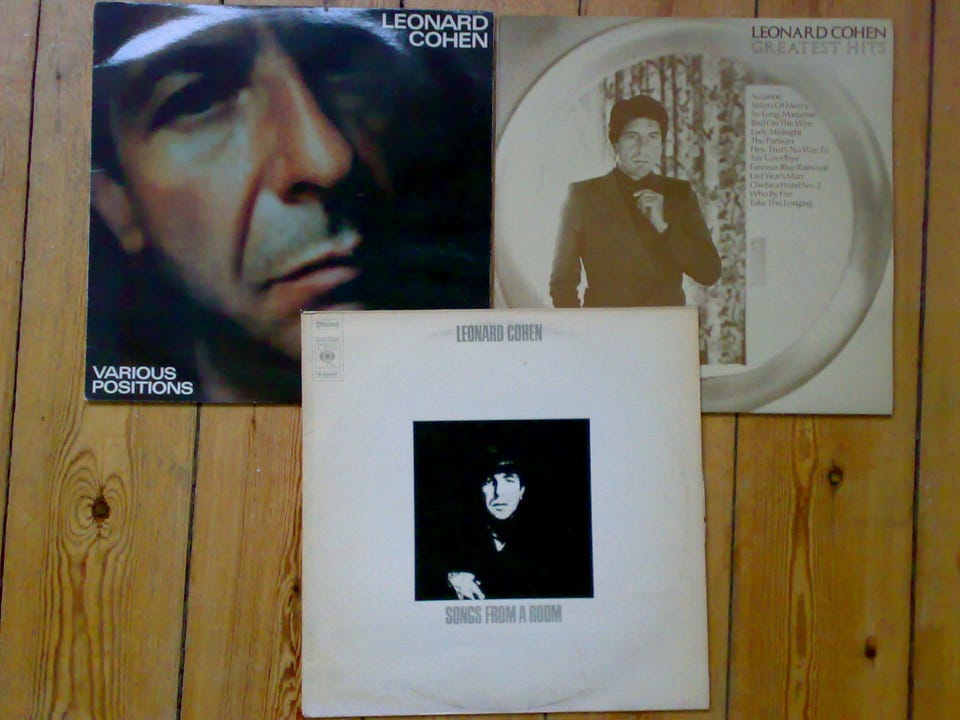 LEONARD
COHEN
VARIOUS
POSITIONS
LEONARD COHEN
GREATEST HITS
Suzanne
Sisters Of Mercy
So Long, Marianne
Bird On The Wire
Lady Midnight
The Partisan
Hey, That's No Way To
Say Goodbye
Famous Blue Raincoat
Last Year's Man
Chelsea Hotel No. 2
Who By Fire
Take This Longing
Stereo
LEONARD COHEN
SONGS FROM A ROOM